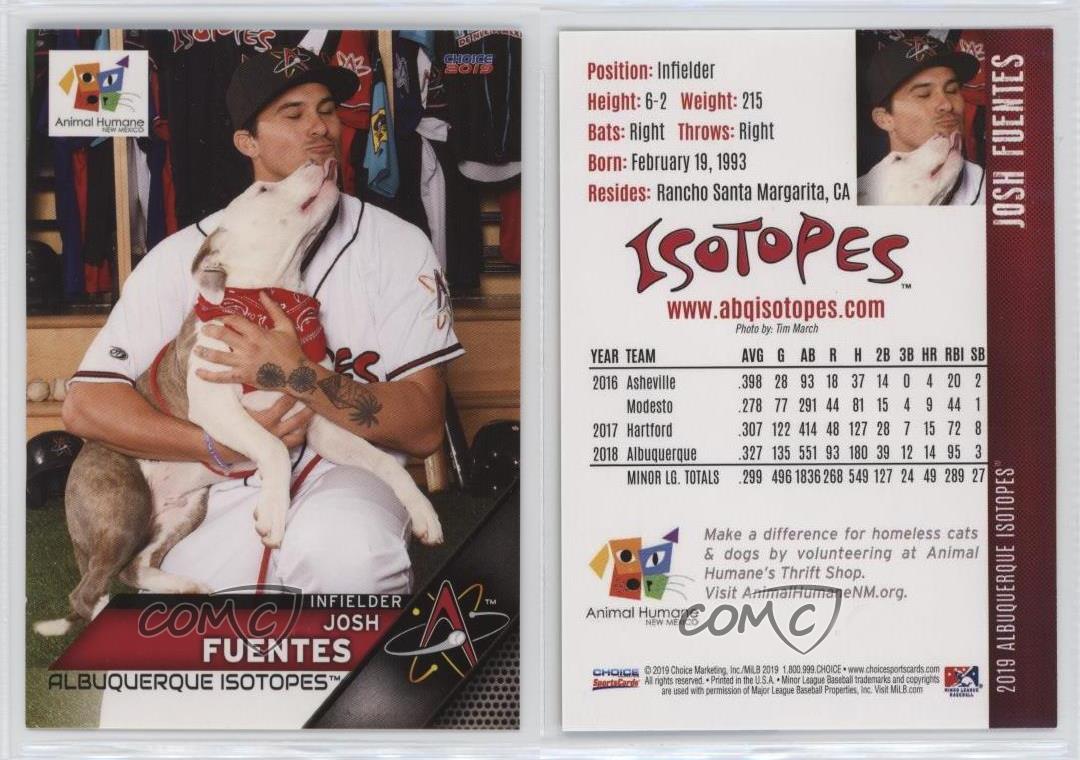 ISOTOPES
CHOICE
2019
Animal Humane
NEW MEXICO
INFIELDER
JOSH
FUENTES
ALBUQUERQUE ISOTOPES™
COMC
Position: Infielder
Height: 6-2 Weight: 215
Bats: Right Throws: Right
Born: February 19, 1993
Resides: Rancho Santa Margarita, CA
JOSH FUENTES
ISOTOPES™
www.abqisotopes.com
Photo by: Tim March
YEAR TEAM AVG G AB R H 2B 3B HR RBI SB
2016 Asheville .398 28 93 18 37 14 0 4 20 2
Modesto .278 77 291 44 81 15 4 9 44 1
2017 Hartford .307 122 414 48 127 28 7 15 72 8
2018 Albuquerque .327 135 551 93 180 39 12 14 95 3
MINOR LG. TOTALS .299 496 1836 268 549 127 24 49 289 27
2019 ALBUQUERQUE ISOTOPES™
Make a difference for homeless cats
& dogs by volunteering at Animal
Humane's Thrift Shop.
Visit AnimalHumaneNM.org.
Animal Humane
NEW MEXICO
COMC
CHOICE
SportsCards
© 2019 Choice Marketing, Inc./MiLB 2019 1.800.999.CHOICE • www.choicesportscards.com
All rights reserved. • Printed in the U.S.A. • Minor League Baseball trademarks and copyrights
are used with permission of Major League Baseball Properties, Inc. Visit MiLB.com
MINOR LEAGUE
BASEBALL